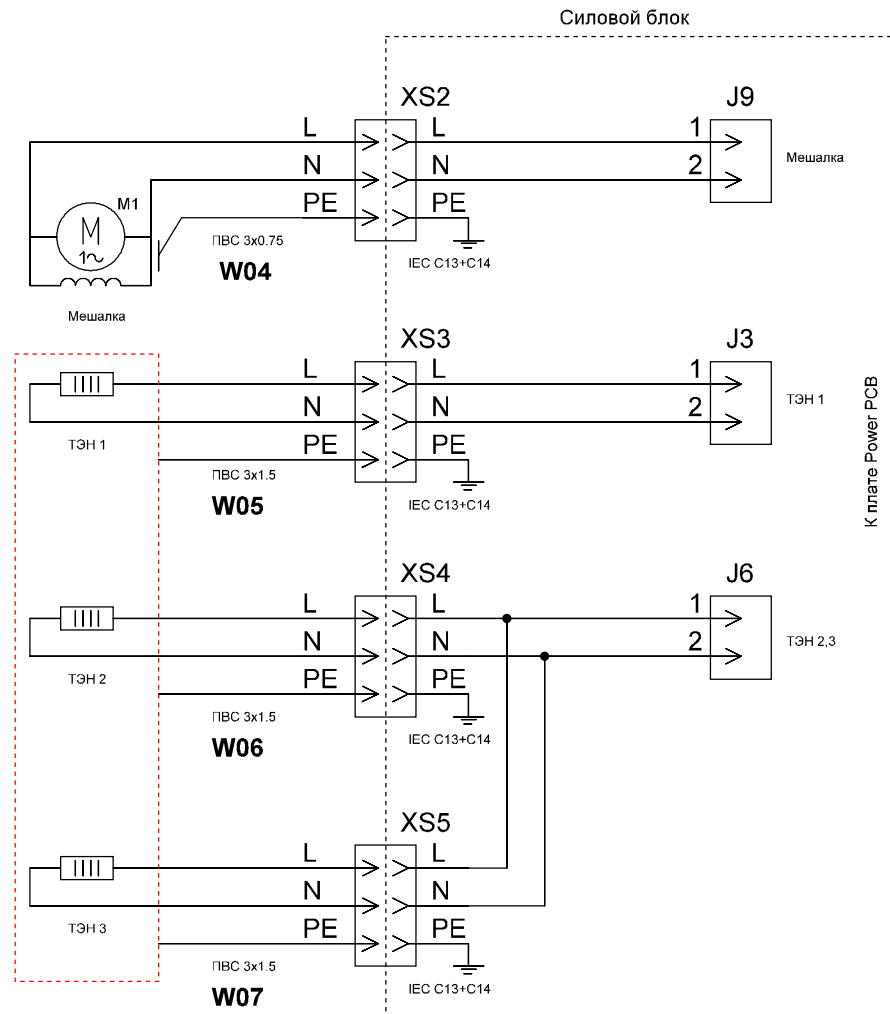 Силовой блок
XS2
J9
L
L
1
N
N
2
Мешалка
PE
PE
M1
M
1~
ПВС 3x0.75
W04
IEC C13+C14
Мешалка
XS3
J3
L
L
1
N
N
2
ТЭН 1
ТЭН 1
PE
PE
ПВС 3x1.5
W05
IEC C13+C14
К плате Power PCB
XS4
J6
L
L
1
N
N
2
ТЭН 2,3
ТЭН 2
PE
PE
ПВС 3x1.5
W06
IEC C13+C14
XS5
L
L
N
N
ТЭН 3
PE
PE
ПВС 3x1.5
W07
IEC C13+C14